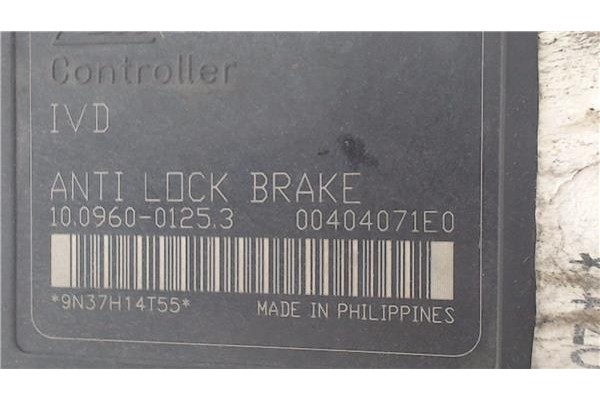 Controller
IVD
ANTI LOCK BRAKE
10.0960-0125.3 00404071E0
*9N37H14T55* MADE IN PHILIPPINES